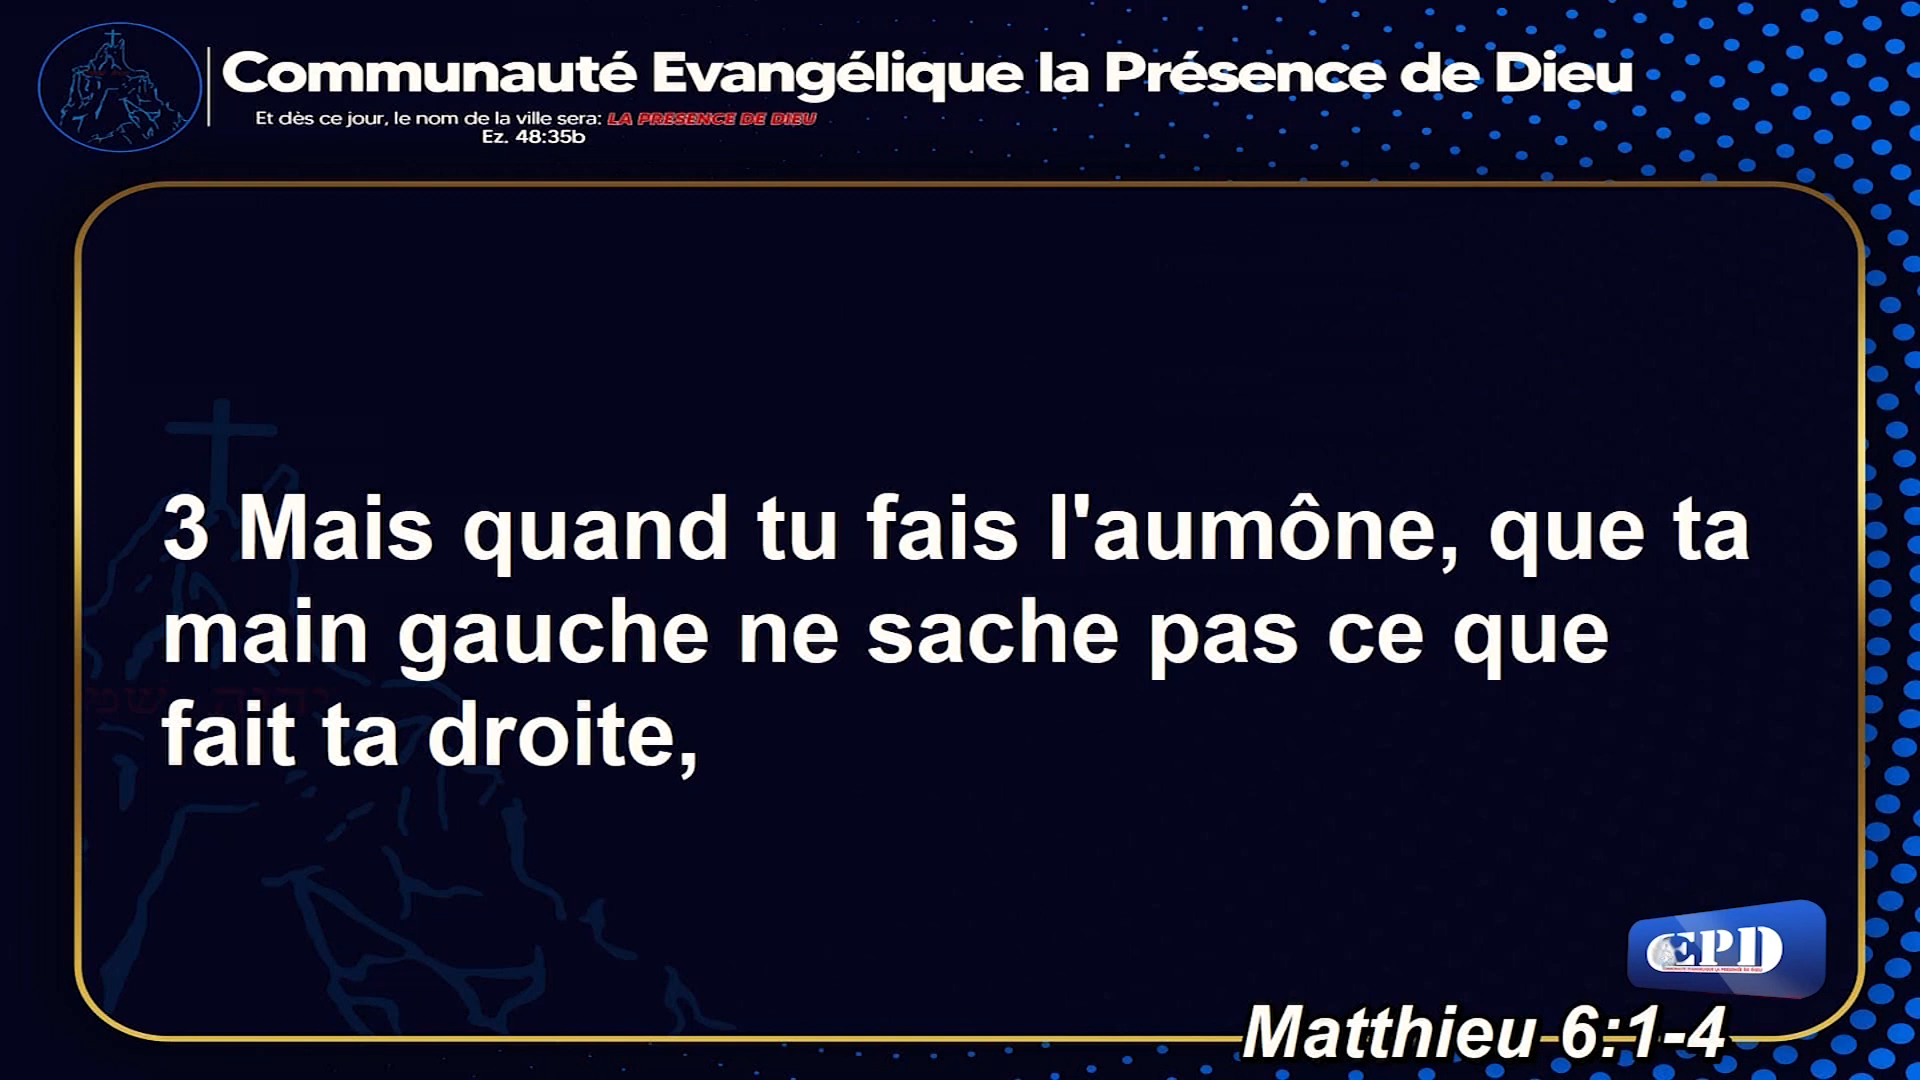 Communauté Evangélique la Présence de Dieu
Et dès ce jour, le nom de la ville sera: LA PRESENCE DE DIEU
Ez. 48:35b
3 Mais quand tu fais l'aumône, que ta
main gauche ne sache pas ce que
fait ta droite,
CEPD
Matthieu 6:1-4